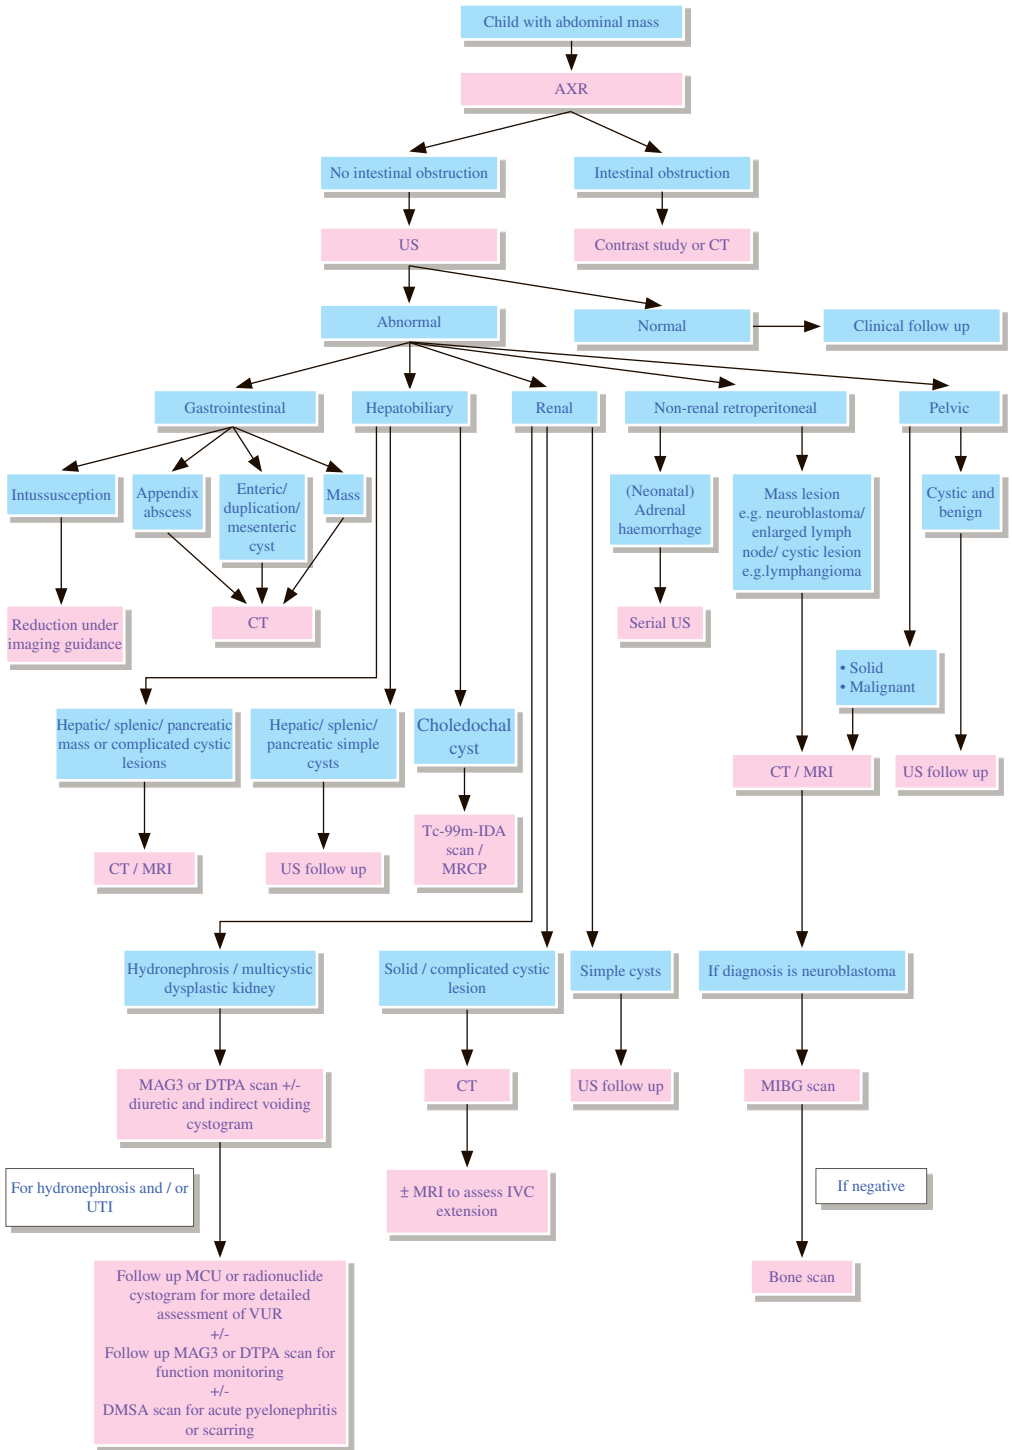 Child with abdominal mass
AXR
No intestinal obstruction
Intestinal obstruction
US
Contrast study or CT
Abnormal
Normal
Clinical follow up
Gastrointestinal
Hepatobiliary
Renal
Non-renal retroperitoneal
Pelvic
Intussusception
Appendix
abscess
Enteric/
duplication/
mesenteric
cyst
Mass
(Neonatal)
Adrenal
haemorrhage
Mass lesion
e.g. neuroblastoma/
enlarged lymph
node/ cystic lesion
e.g.lymphangioma
Cystic and
benign
Reduction under
imaging guidance
CT
Serial US
• Solid
• Malignant
Hepatic/ splenic/ pancreatic
mass or complicated cystic
lesions
Hepatic/ splenic/
pancreatic simple
cysts
Choledochal
cyst
CT / MRI
US follow up
CT / MRI
US follow up
Tc-99m-IDA
scan /
MRCP
Hydronephrosis / multicystic
dysplastic kidney
Solid / complicated cystic
lesion
Simple cysts
If diagnosis is neuroblastoma
MAG3 or DTPA scan +/-
diuretic and indirect voiding
cystogram
CT
US follow up
MIBG scan
For hydronephrosis and / or
UTI
± MRI to assess IVC
extension
If negative
Follow up MCU or radionuclide
cystogram for more detailed
assessment of VUR
+/-
Follow up MAG3 or DTPA scan for
function monitoring
+/-
DMSA scan for acute pyelonephritis
or scarring
Bone scan